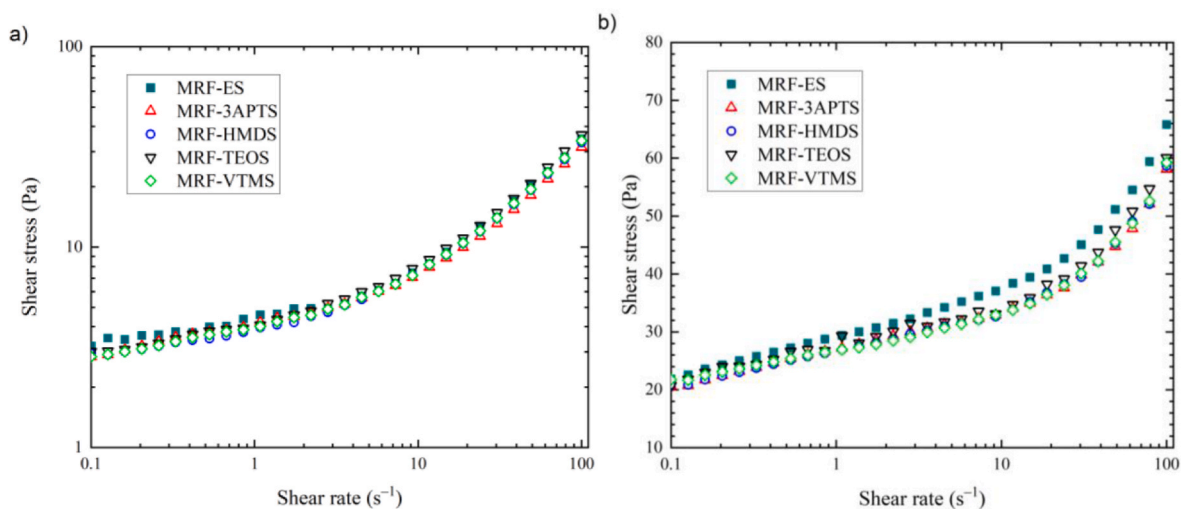 a)
100
10
1
Shear stress (Pa)
MRF-ES
MRF-3APTS
MRF-HMDS
MRF-TEOS
MRF-VTMS
0.1 1 10 100
Shear rate (s⁻¹)
b)
80
70
60
50
40
30
20
10
Shear stress (Pa)
MRF-ES
MRF-3APTS
MRF-HMDS
MRF-TEOS
MRF-VTMS
0.1 1 10 100
Shear rate (s⁻¹)